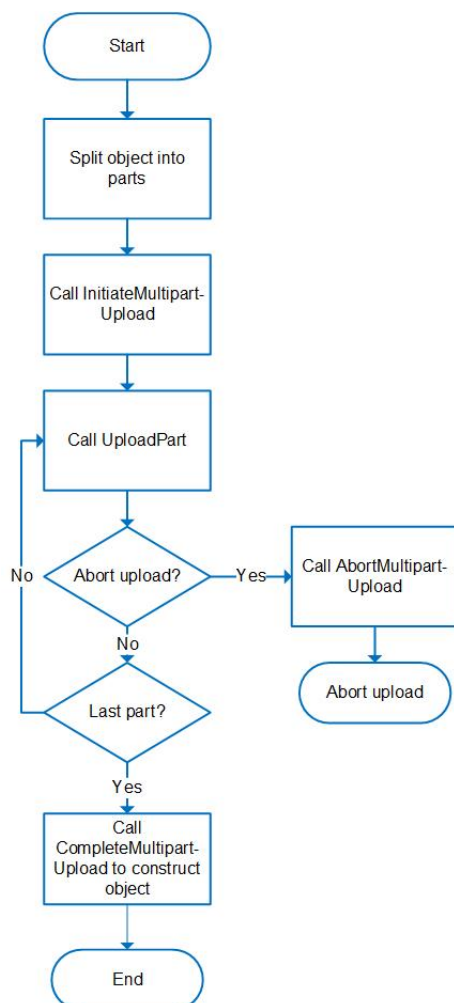 Start
Split object into
parts
Call InitiateMultipart-
Upload
Call UploadPart
Abort upload?
Yes
Call AbortMultipart-
Upload
No
No
Abort upload
Last part?
Yes
Call
CompleteMultipart-
Upload to construct
object
End